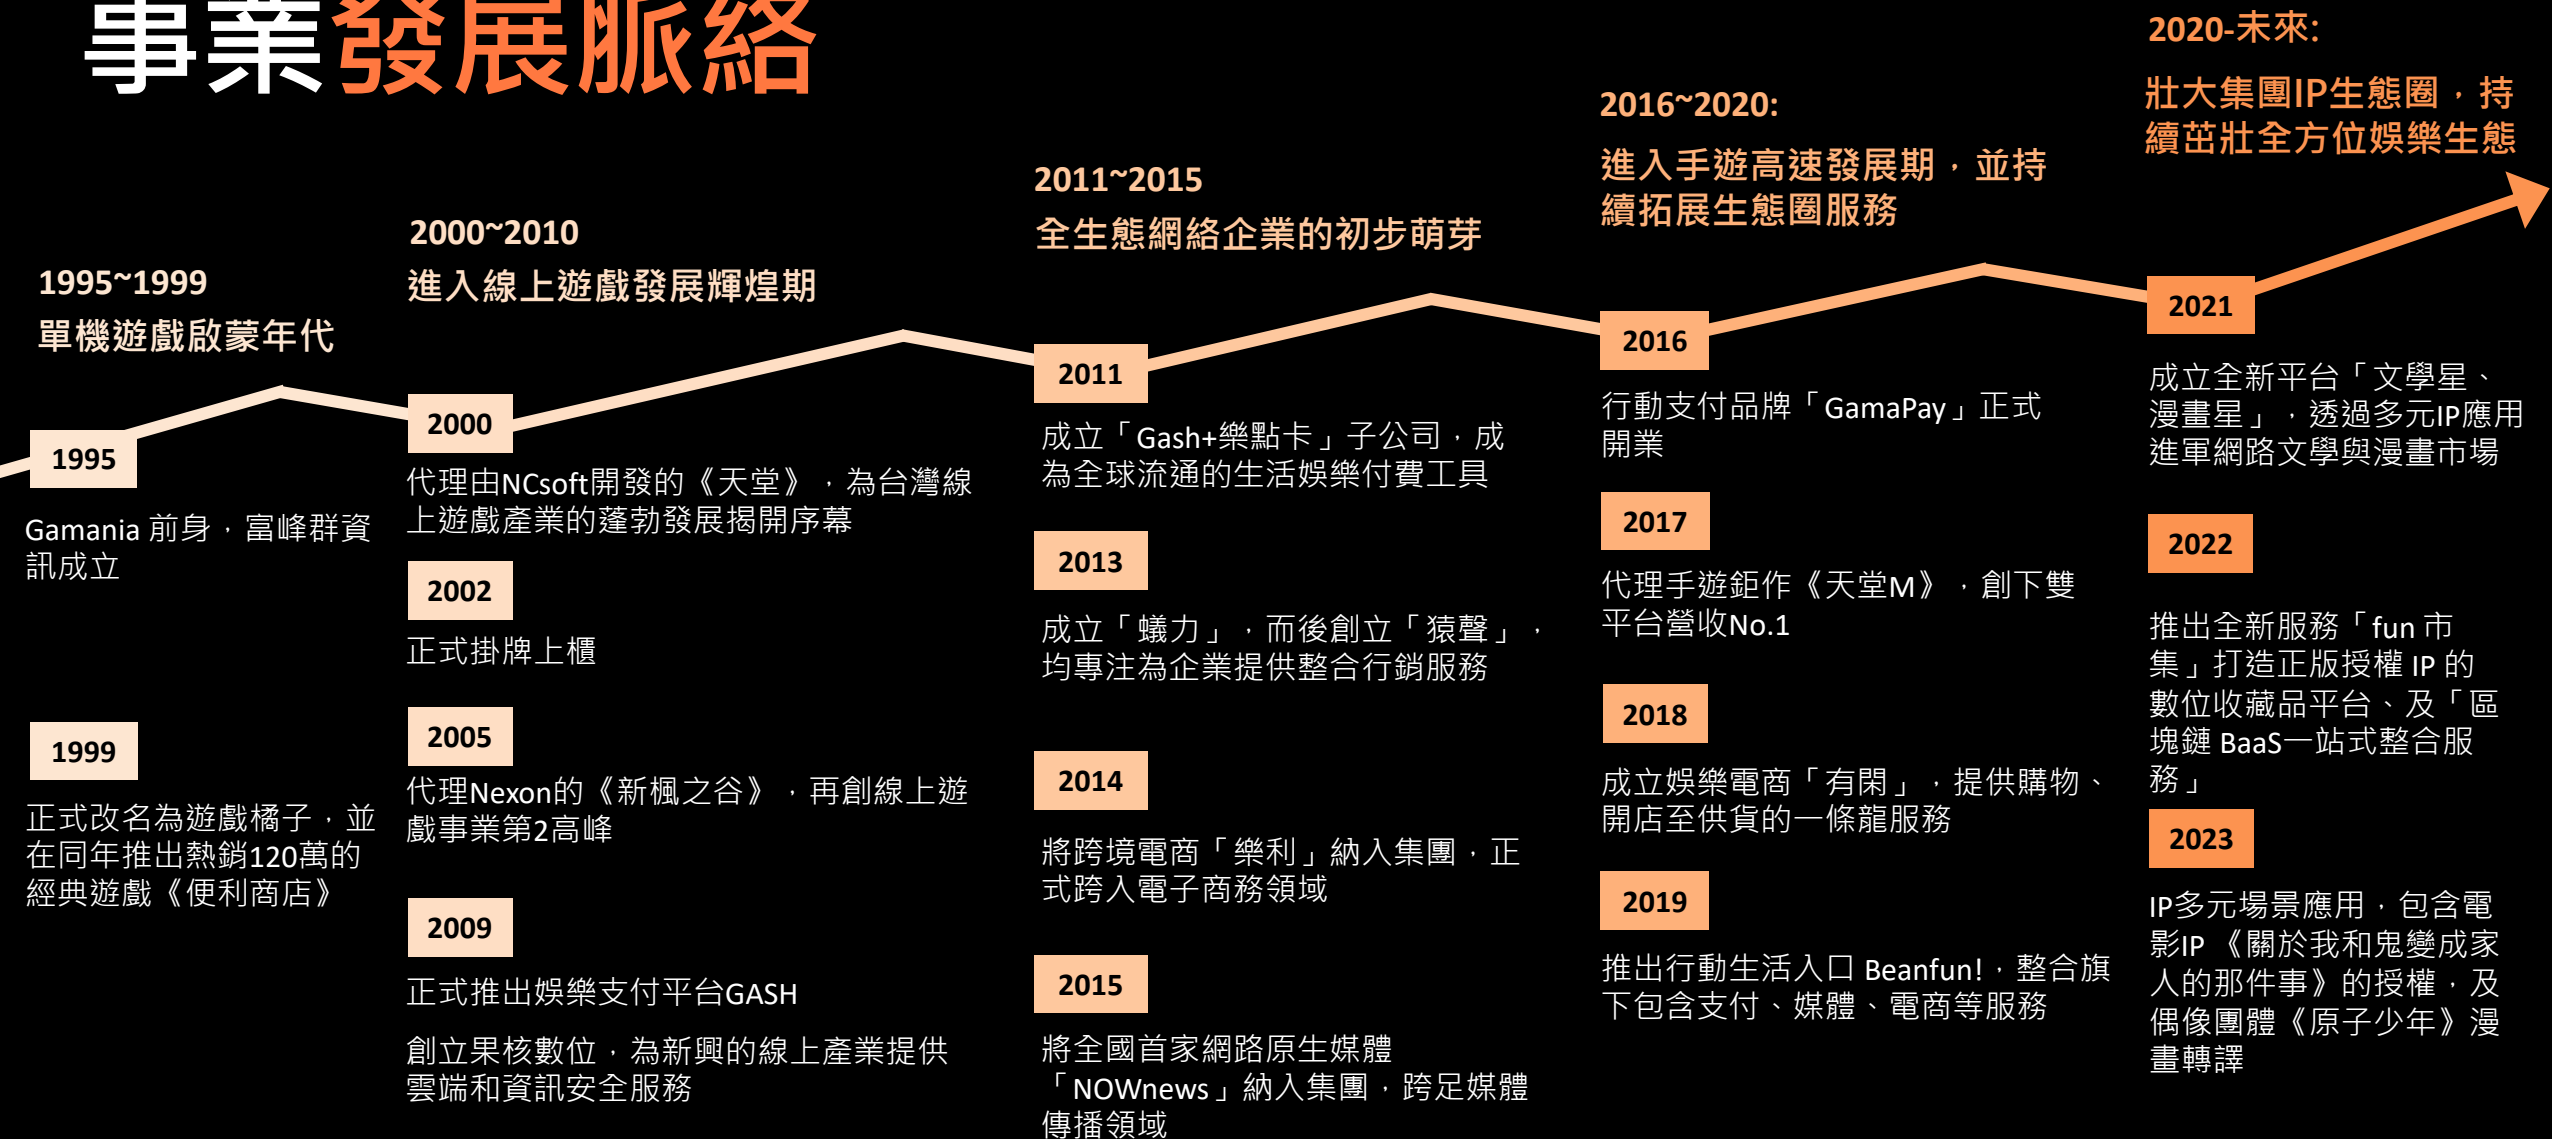 事業發展脈絡
1995~1999
單機遊戲啟蒙年代
1995
Gamania 前身，富峰群資
訊成立
1999
正式改名為遊戲橘子，並
在同年推出熱銷120萬的
經典遊戲《便利商店》
2000~2010
進入線上遊戲發展輝煌期
2000
代理由NCsoft開發的《天堂》，為台灣線
上遊戲產業的蓬勃發展揭開序幕
2002
正式掛牌上櫃
2005
代理Nexon的《新楓之谷》，再創線上遊
戲事業第2高峰
2009
正式推出娛樂支付平台GASH
創立果核數位，為新興的線上產業提供
雲端和資訊安全服務
2011~2015
全生態網絡企業的初步萌芽
2011
成立「Gash+樂點卡」子公司，成
為全球流通的生活娛樂付費工具
2013
成立「蟻力」，而後創立「猿聲」，
均專注為企業提供整合行銷服務
2014
將跨境電商「樂利」納入集團，正
式跨入電子商務領域
2015
將全國首家網路原生媒體
「NOWnews」納入集團，跨足媒體
傳播領域
2016~2020:
進入手遊高速發展期，並持
續拓展生態圈服務
2016
行動支付品牌「GamaPay」正式
開業
2017
代理手遊鉅作《天堂M》，創下雙
平台營收No.1
2018
成立娛樂電商「有閑」，提供購物、
開店至供貨的一條龍服務
2019
推出行動生活入口 Beanfun!，整合旗
下包含支付、媒體、電商等服務
2020-未來:
壯大集團IP生態圈，持
續茁壯全方位娛樂生態
2021
成立全新平台「文學星、
漫畫星」，透過多元IP應用
進軍網路文學與漫畫市場
2022
推出全新服務「fun 市
集」打造正版授權 IP 的
數位收藏品平台、及「區
塊鏈 BaaS一站式整合服
務」
2023
IP多元場景應用，包含電
影IP 《關於我和鬼變成家
人的那件事》的授權，及
偶像團體《原子少年》漫
畫轉譯